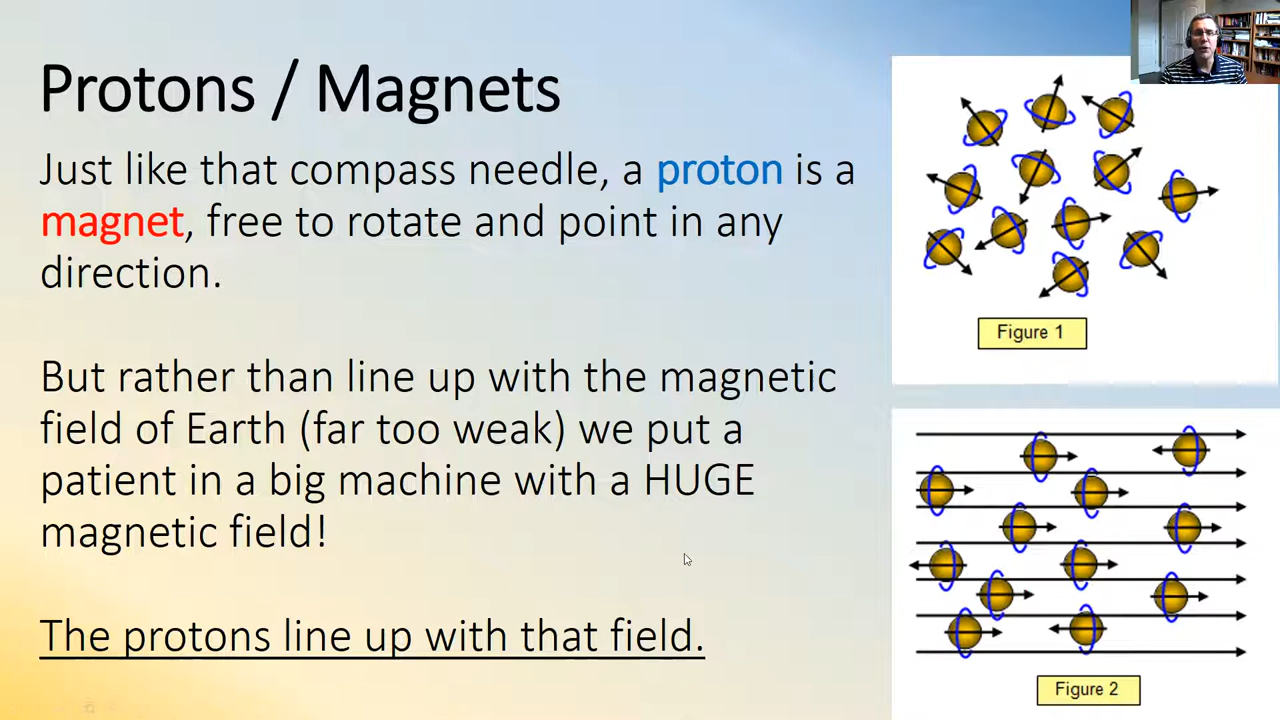 Protons / Magnets
Just like that compass needle, a proton is a
magnet, free to rotate and point in any
direction.
But rather than line up with the magnetic
field of Earth (far too weak) we put a
patient in a big machine with a HUGE
magnetic field!
The protons line up with that field.
Figure 1
Figure 2